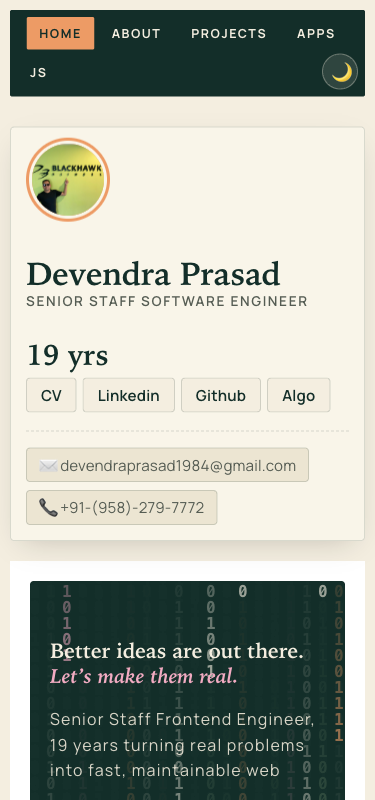 HOME ABOUT PROJECTS APPS
JS
BLACKHAWK
Devendra Prasad
SENIOR STAFF SOFTWARE ENGINEER
19 yrs
CV Linkedin Github Algo
devendraprasad1984@gmail.com
+91-(958)-279-7772
Better ideas are out there.
Let's make them real.
Senior Staff Frontend Engineer,
19 years turning real problems
into fast, maintainable web